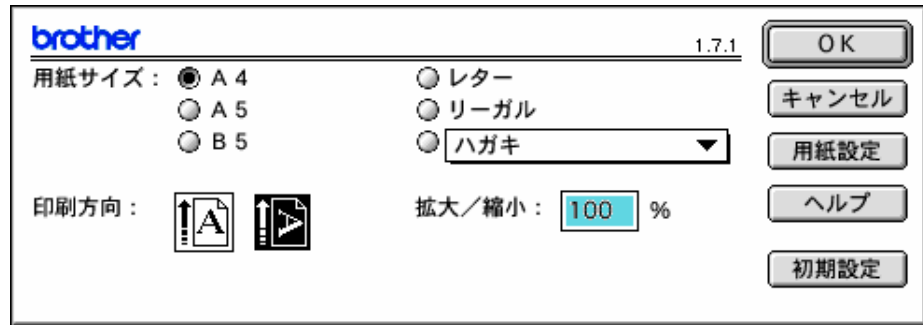 brother
1.7.1
用紙サイズ： A 4
A 5
B 5
レター
リーガル
ハガキ
印刷方向：
A
A
拡大／縮小： 100 %
OK
キャンセル
用紙設定
ヘルプ
初期設定